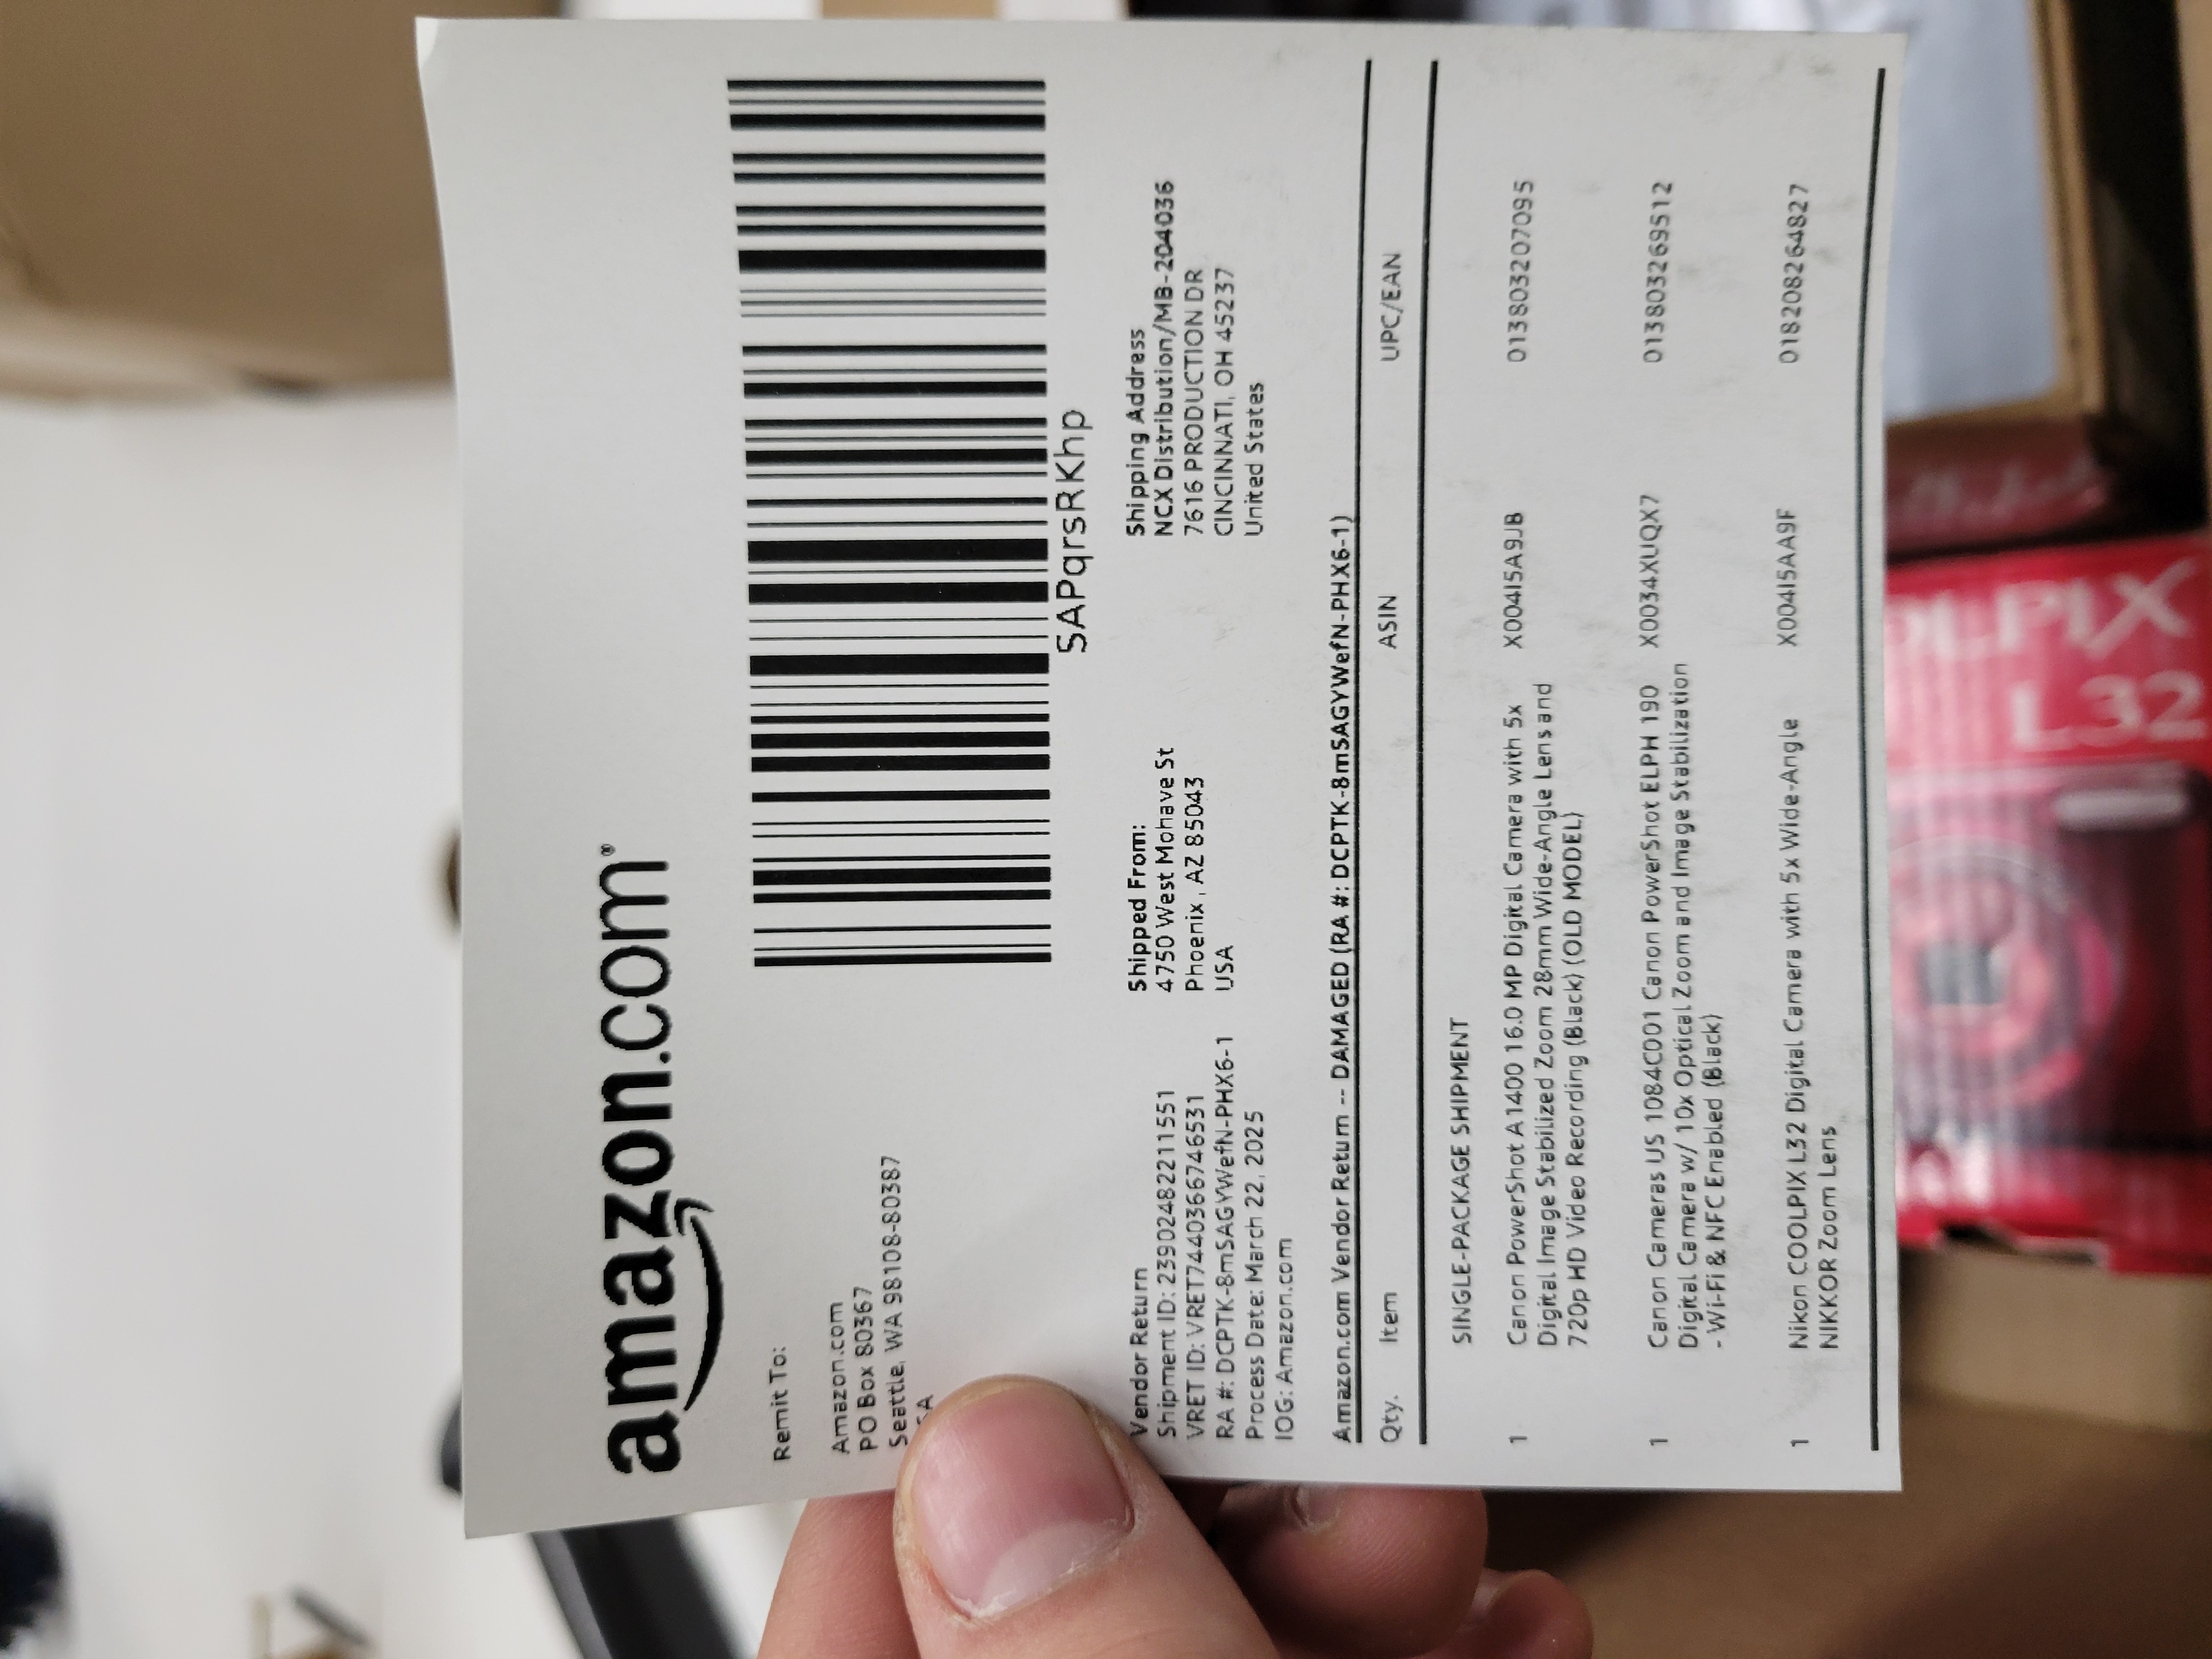 amazon.com®
Remit To:
Amazon.com
PO Box 80367
Seattle, WA 98108-80387
SAPqrsRKhp
Vendor Return
Shipment ID: 23902482211551
VRET ID: VRET7440366746531
RA #: DCPTK-8mSAGYWefN-PHX6-1
Process Date: March 22, 2025
IOG: Amazon.com
Shipped From:
4750 West Mohave St
Phoenix , AZ 85043
USA
Shipping Address
NCX Distribution/MB-204036
7616 PRODUCTION DR
CINCINNATI, OH 45237
United States
Amazon.com Vendor Return -- DAMAGED (RA #: DCPTK-8mSAGYWefN-PHX6-1)
Qty. Item ASIN UPC/EAN
SINGLE-PACKAGE SHIPMENT
1 Canon PowerShot A1400 16.0 MP Digital Camera with 5x X004I5A9JB 013803207095
Digital Image Stabilized Zoom 28mm Wide-Angle Lens and
720p HD Video Recording (Black) (OLD MODEL)
1 Canon Cameras US 1084C001 Canon PowerShot ELPH 190 X0034XUQX7 013803269512
Digital Camera w/ 10x Optical Zoom and Image Stabilization
- Wi-Fi & NFC Enabled (Black)
1 Nikon COOLPIX L32 Digital Camera with 5x Wide-Angle X004I5AA9F 018208264827
NIKKOR Zoom Lens
OLPIX
L32